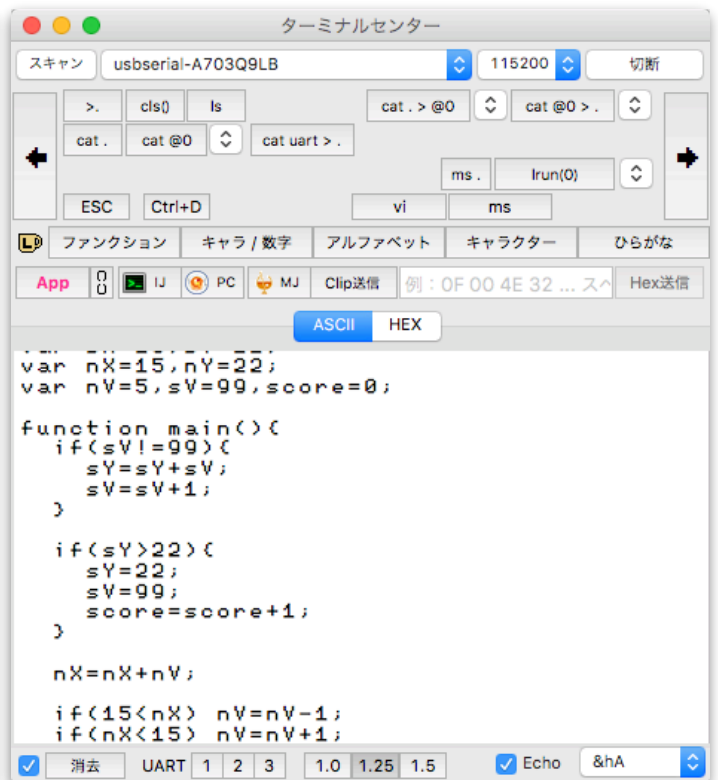 ターミナルセンター
スキャン usbserial-A703Q9LB 115200 切断
>. cls() ls cat . > @0 cat @0 > .
cat . cat @0 cat uart > .
ms . lrun(0)
ESC Ctrl+D vi ms
ファンクション キャラ / 数字 アルファベット キャラクター ひらがな
App IJ PC MJ Clip送信 例：0F 00 4E 32 ... スペ Hex送信
ASCII HEX
var nX=15,nY=22;
var nV=5,sV=99,score=0;
function main(){
if(sV!=99){
sY=sY+sV;
sV=sV+1;
}
if(sY>22){
sY=22;
sV=99;
score=score+1;
}
nX=nX+nV;
if(15<nX) nV=nV-1;
if(nX<15) nV=nV+1;
消去 UART 1 2 3 1.0 1.25 1.5 Echo &hA